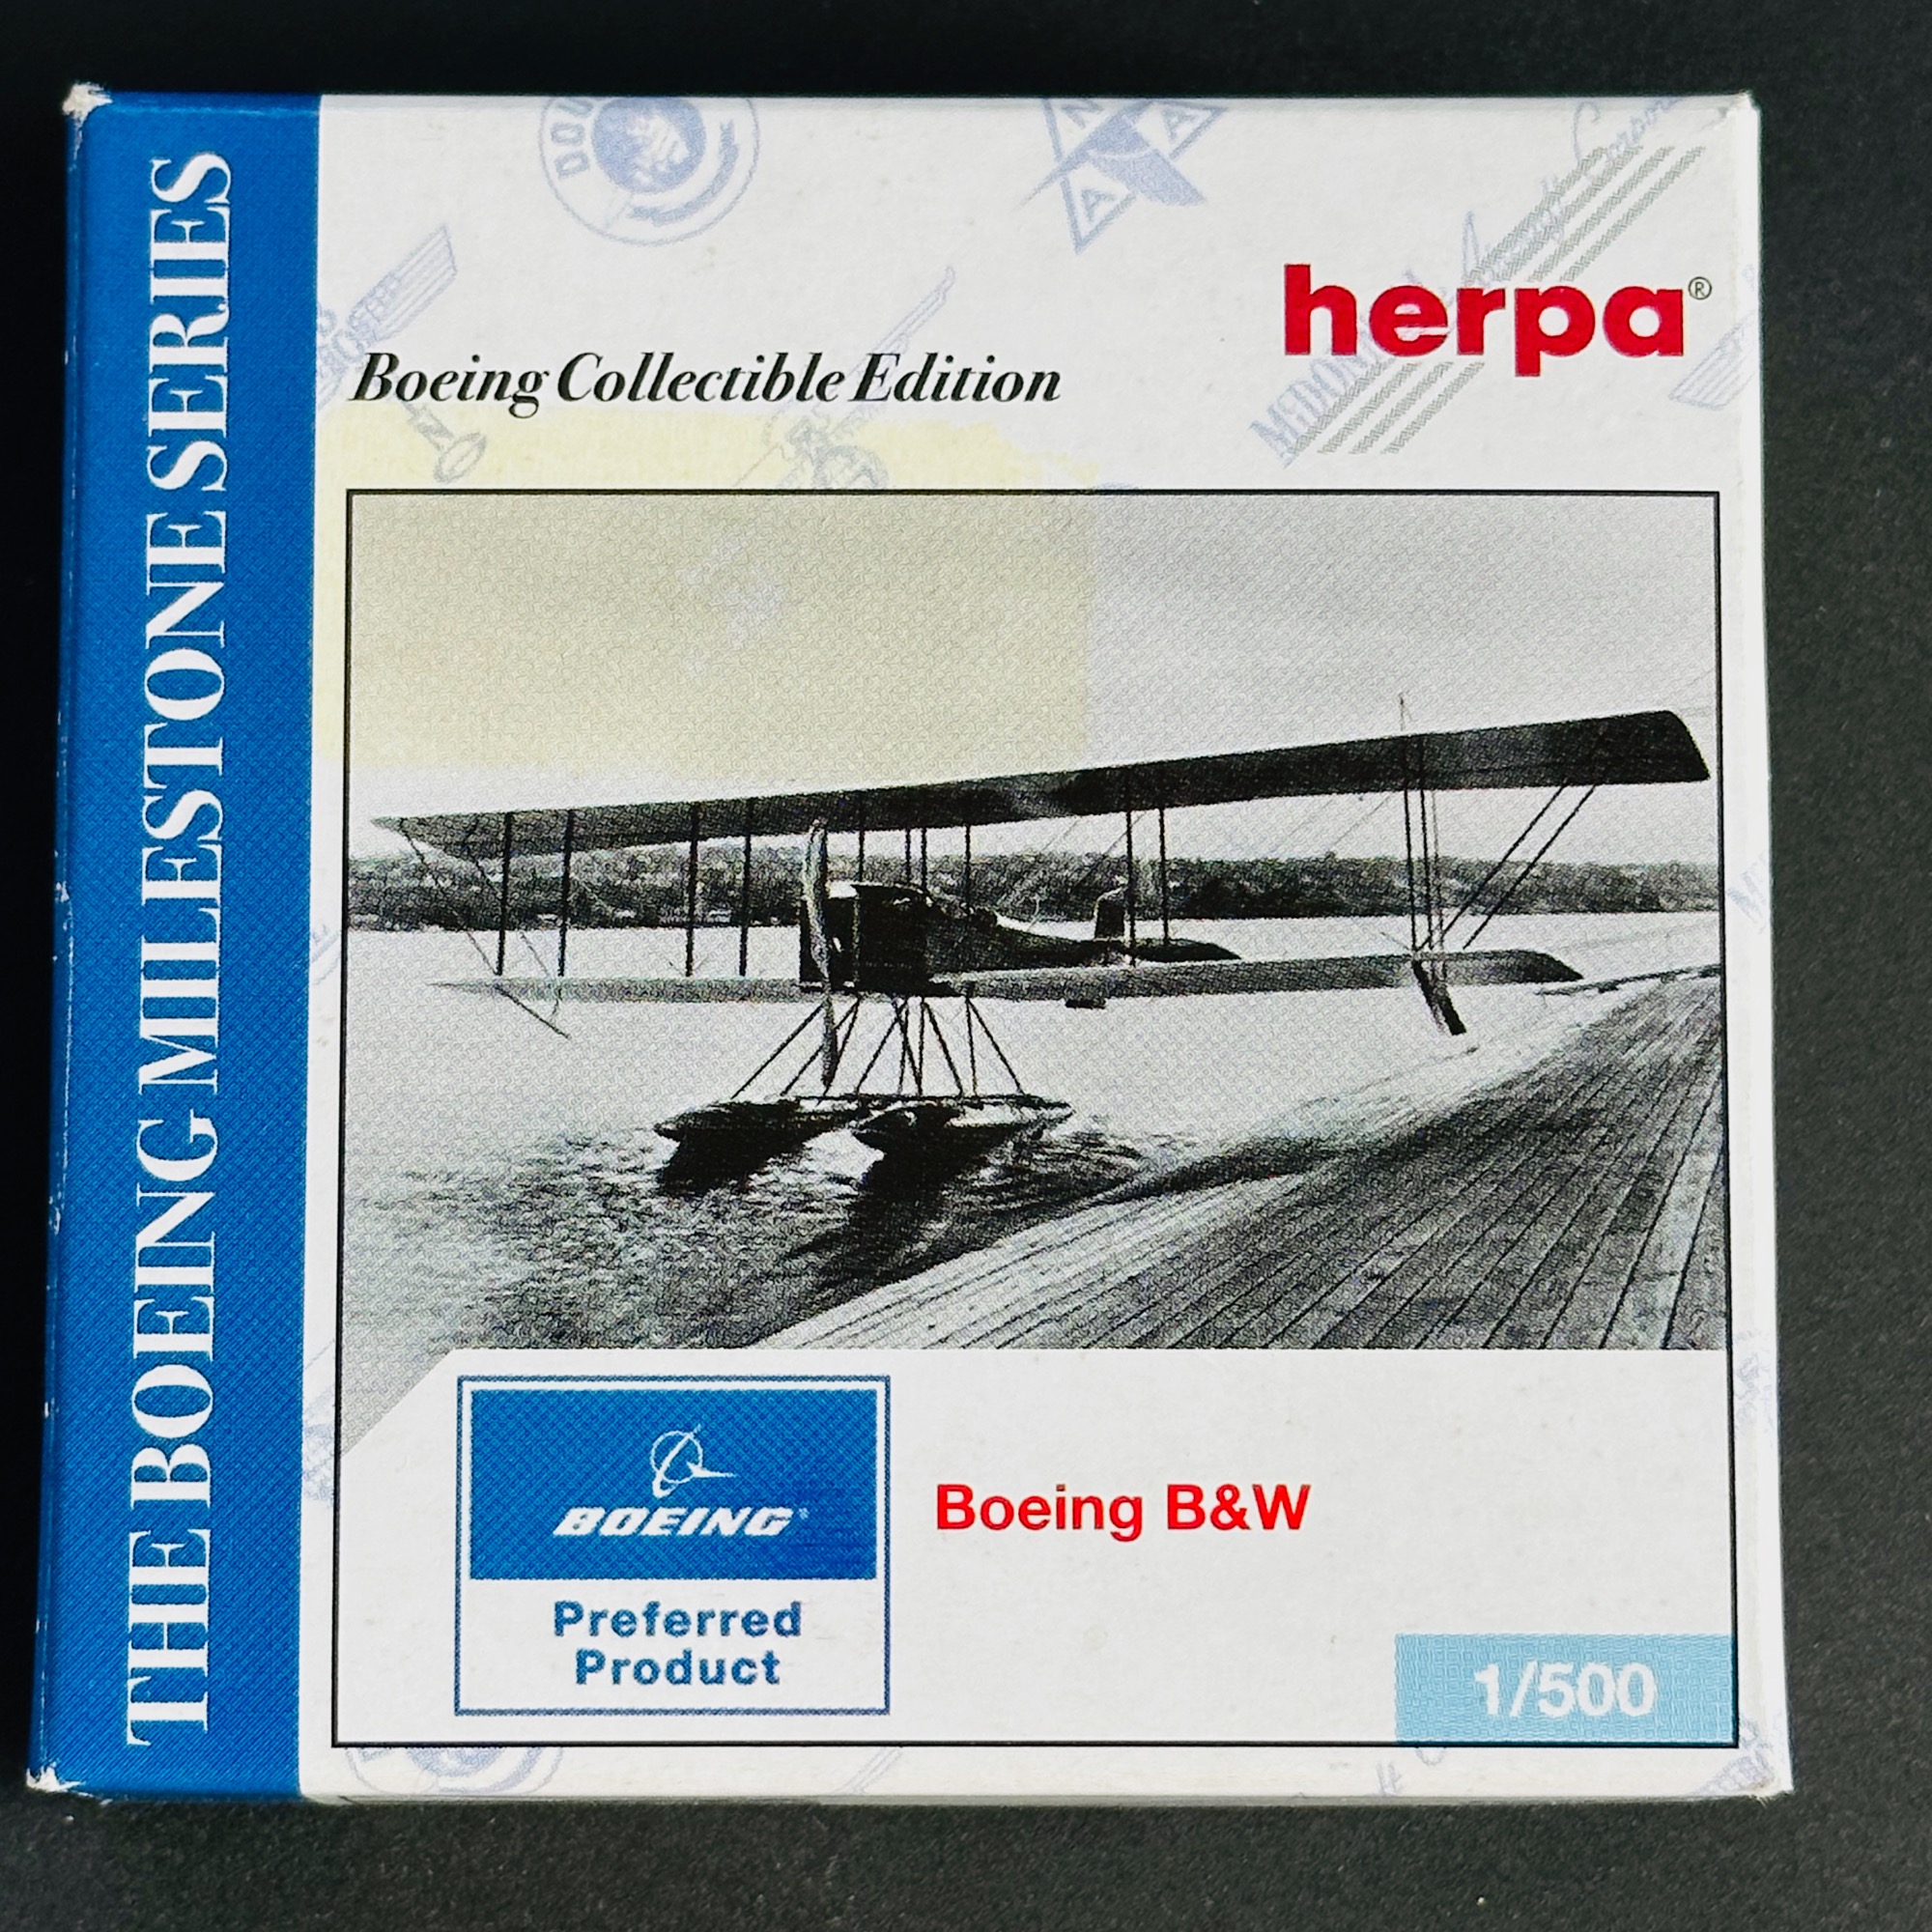 THE BOEING MILESTONE SERIES
herpa®
Boeing Collectible Edition
BOEING®
Preferred
Product
Boeing B&W
1/500